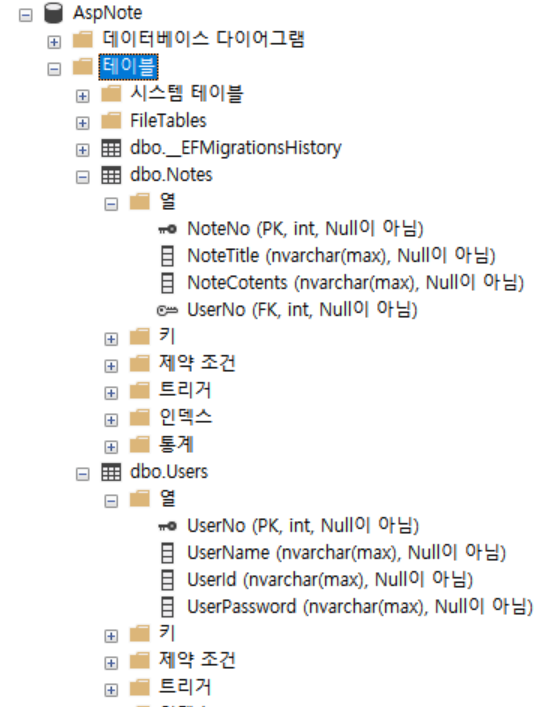 AspNote
데이터베이스 다이어그램
테이블
시스템 테이블
FileTables
dbo.__EFMigrationsHistory
dbo.Notes
열
NoteNo (PK, int, Null이 아님)
NoteTitle (nvarchar(max), Null이 아님)
NoteCotents (nvarchar(max), Null이 아님)
UserNo (FK, int, Null이 아님)
키
제약 조건
트리거
인덱스
통계
dbo.Users
열
UserNo (PK, int, Null이 아님)
UserName (nvarchar(max), Null이 아님)
UserId (nvarchar(max), Null이 아님)
UserPassword (nvarchar(max), Null이 아님)
키
제약 조건
트리거